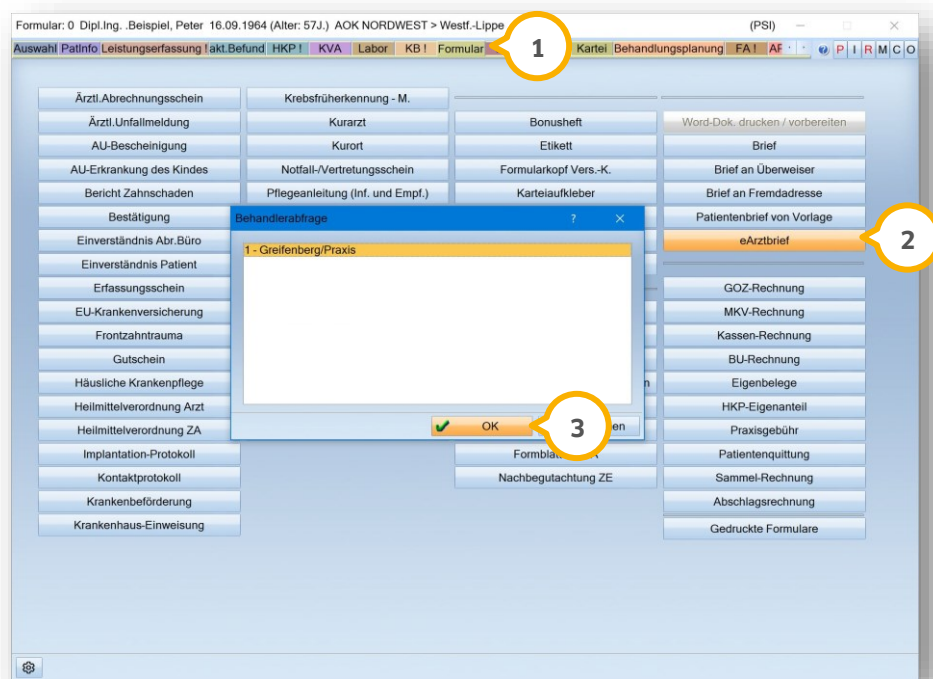 Formular: 0 Dipl.Ing. .Beispiel, Peter 16.09.1964 (Alter: 57J.) AOK NORDWEST > Westf.-Lippe (PSI)
Auswahl PatInfo Leistungserfassung ! akt.Befund HKP ! KVA Labor KB ! Formular 1 Kartei Behandlungsplanung FA ! P I R M C O
Ärztl.Abrechnungsschein Krebsfrüherkennung - M.
Ärztl.Unfallmeldung Kurarzt Bonusheft Word-Dok. drucken / vorbereiten
AU-Bescheinigung Kurort Etikett Brief
AU-Erkrankung des Kindes Notfall-/Vertretungsschein Formularkopf Vers.-K. Brief an Überweiser
Bericht Zahnschaden Pflegeanleitung (Inf. und Empf.) Karteiaufkleber Brief an Fremdadresse
Bestätigung Behandlerabfrage ? Patientenbrief von Vorlage
Einverständnis Abr.Büro 1 - Greifenberg/Praxis eArztbrief 2
Einverständnis Patient
Erfassungsschein GOZ-Rechnung
EU-Krankenversicherung MKV-Rechnung
Frontzahntrauma Kassen-Rechnung
Gutschein BU-Rechnung
Häusliche Krankenpflege Eigenbelege
Heilmittelverordnung Arzt HKP-Eigenanteil
Heilmittelverordnung ZA OK 3 Praxisgebühr
Implantation-Protokoll Patientenquittung
Kontaktprotokoll Nachbegutachtung ZE Sammel-Rechnung
Krankenbeförderung Abschlagsrechnung
Krankenhaus-Einweisung Gedruckte Formulare